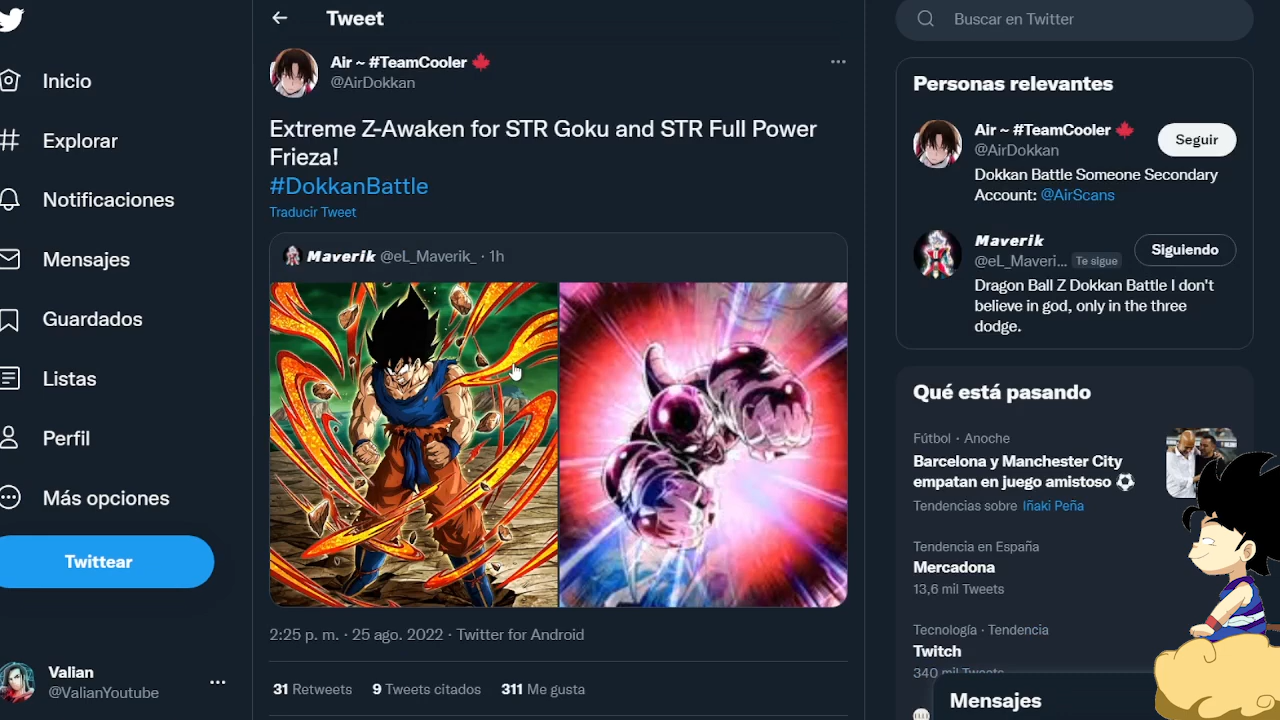 Inicio
Explorar
Notificaciones
Mensajes
Guardados
Listas
Perfil
Más opciones
Twittear
Valian
@ValianYoutube
Tweet
Air ~ #TeamCooler 🍁
@AirDokkan
Extreme Z-Awaken for STR Goku and STR Full Power
Frieza!
#DokkanBattle
Traducir Tweet
Maverik @eL_Maverik_ · 1h
2:25 p. m. · 25 ago. 2022 · Twitter for Android
31 Retweets 9 Tweets citados 311 Me gusta
Buscar en Twitter
Personas relevantes
Air ~ #TeamCooler 🍁
@AirDokkan
Seguir
Dokkan Battle Someone Secondary
Account: @AirScans
Maverik
@eL_Maveri... Te sigue
Siguiendo
Dragon Ball Z Dokkan Battle I don't
believe in god, only in the three
dodge.
Qué está pasando
Fútbol · Anoche
Barcelona y Manchester City
empatan en juego amistoso ⚽
Tendencias sobre Iñaki Peña
Tendencia en España
Mercadona
13,6 mil Tweets
Tecnología · Tendencia
Twitch
340 mil Tweets
Mensajes